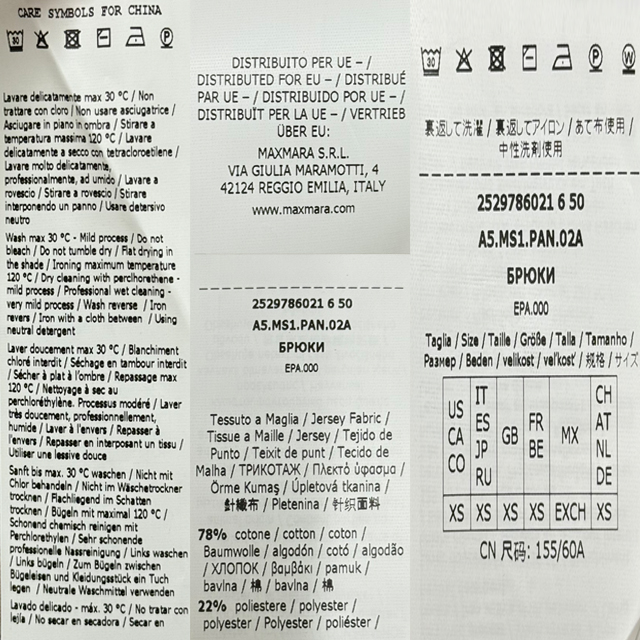 CARE SYMBOLS FOR CHINA
30
P
Lavare delicatamente max 30 °C / Non
trattare con cloro / Non usare asciugatrice /
Asciugare in piano in ombra / Stirare a
temperatura massima 120 °C / Lavare
delicatamente a secco con tetracloroetilene /
Lavare molto delicatamente,
professionalmente, ad umido / Lavare a
rovescio / Stirare a rovescio / Stirare
interponendo un panno / Usare detersivo
neutro
Wash max 30 °C - Mild process / Do not
bleach / Do not tumble dry / Flat drying in
the shade / Ironing maximum temperature
120 °C / Dry cleaning with perclhorethene -
mild process / Professional wet cleaning -
very mild process / Wash reverse / Iron
revers / Iron with a cloth between / Using
neutral detergent
Laver doucement max 30 °C / Blanchiment
chloré interdit / Séchage en tambour interdit
/ Sécher à plat à l'ombre / Repassage max
120 °C / Nettoyage à sec au
perchloréthylène. Processus modéré / Laver
très doucement, professionnellement,
humide / Laver à l'envers / Repasser à
l'envers / Repasser en interposant un tissu /
Utiliser une lessive douce
Sanft bis max. 30 °C waschen / Nicht mit
Chlor behandeln / Nicht im Wäschetrockner
trocknen / Flachliegend im Schatten
trocknen / Bügeln mit maximal 120 °C /
Schonend chemisch reinigen mit
Perchlorethylen / Sehr schonende
professionelle Nassreinigung / Links waschen
/ Links bügeln / Zum Bügeln zwischen
Bügeleisen und Kleidungsstück ein Tuch
legen / Neutrale Waschmittel verwenden
Lavado delicado - máx. 30 °C / No tratar con
lejía / No secar en secadora / Secar en
DISTRIBUITO PER UE – /
DISTRIBUTED FOR EU – / DISTRIBUÉ
PAR UE – / DISTRIBUIDO POR UE – /
DISTRIBUÏT PER LA UE – / VERTRIEB
ÜBER EU:
MAXMARA S.R.L.
VIA GIULIA MARAMOTTI, 4
42124 REGGIO EMILIA, ITALY
www.maxmara.com
2529786021 6 50
A5.MS1.PAN.02A
БРЮКИ
EPA.000
Tessuto a Maglia / Jersey Fabric /
Tissue a Maille / Jersey / Tejido de
Punto / Teixit de punt / Tecido de
Malha / ТРИКОТАЖ / Πλεκτό ύφασμα /
Örme Kumaş / Úpletová tkanina /
針織布 / Pletenina / 针织面料
78% cotone / cotton / coton /
Baumwolle / algodón / cotó / algodão
/ ХЛОПОК / βαμβάκι / pamuk /
bavlna / 棉 / bavlna / 棉
22% poliestere / polyester /
polyester / Polyester / poliéster /
30
P
W
裏返して洗濯 / 裏返してアイロン / あて布使用 /
中性洗剤使用
2529786021 6 50
A5.MS1.PAN.02A
БРЮКИ
EPA.000
Taglia / Size / Taille / Größe / Talla / Tamanho /
Размер / Beden / velikost / veľkosť / 规格 / サイズ
US CA CO IT ES JP RU GB FR BE MX CH AT NL DE
XS XS XS XS EXCH XS
CN 尺码: 155/60A